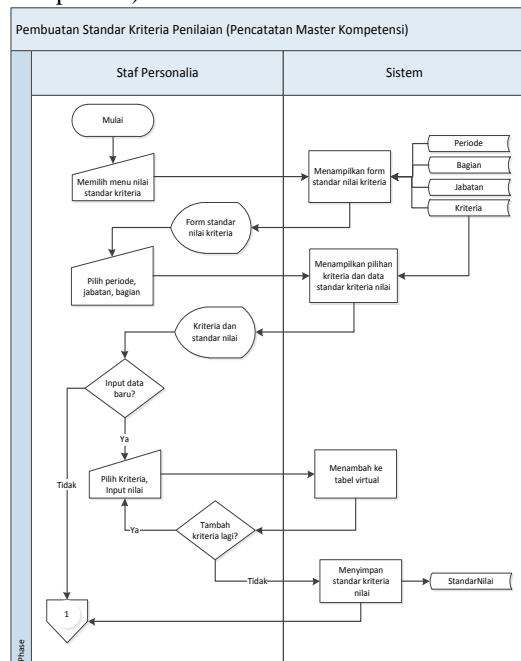 Pembuatan Standar Kriteria Penilaian (Pencatatan Master Kompetensi)
Staf Personalia
Sistem
Mulai
Memilih menu nilai
standar kriteria
Menampilkan form
standar nilai kriteria
Periode
Bagian
Jabatan
Kriteria
Form standar
nilai kriteria
Pilih periode,
jabatan, bagian
Menampilkan pilihan
kriteria dan data
standar kriteria nilai
Kriteria dan
standar nilai
Input data
baru?
Ya
Tidak
Pilih Kriteria,
Input nilai
Menambah ke
tabel virtual
Ya
Tambah
kriteria lagi?
Tidak
Menyimpan
standar kriteria
nilai
StandarNilai
1
Phase